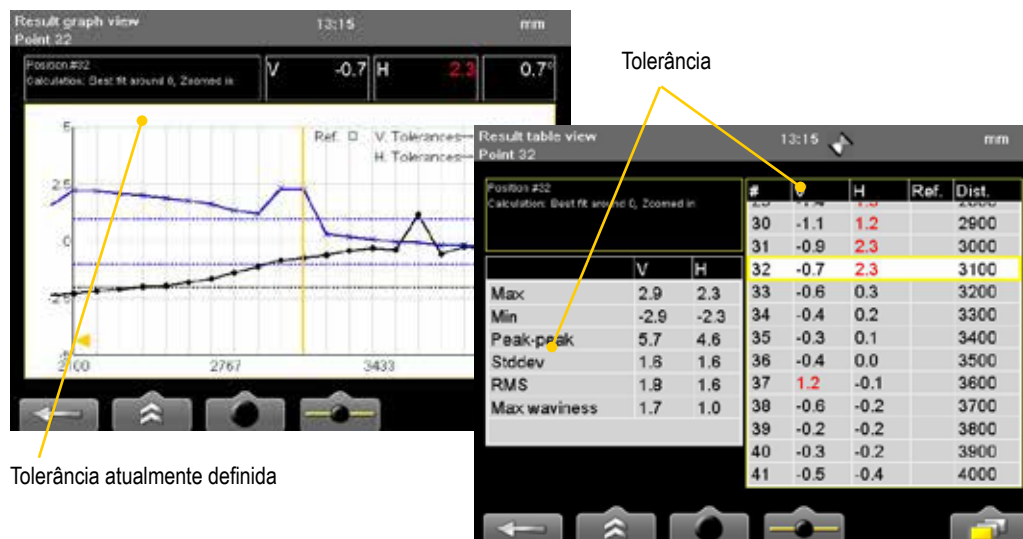 Result graph view 13:15 mm
Point 32
Position #32
Calculation: Best fit around 0, Zoomed in
V -0.7 H 2.3 0.7°
Ref. V. Tolerances
H. Tolerances
5
2.5
0
-2.5
2100 2767 3433
Tolerância atualmente definida
Tolerância
Result table view 13:15 mm
Point 32
Position #32
Calculation: Best fit around 0, Zoomed in
V H
Max 2.9 2.3
Min -2.9 -2.3
Peak-peak 5.7 4.6
Stddev 1.6 1.6
RMS 1.8 1.6
Max waviness 1.7 1.0
# V H Ref. Dist.
30 -1.1 1.2 2900
31 -0.9 2.3 3000
32 -0.7 2.3 3100
33 -0.6 0.3 3200
34 -0.4 0.2 3300
35 -0.3 0.1 3400
36 -0.4 0.0 3500
37 1.2 -0.1 3600
38 -0.6 -0.2 3700
39 -0.2 -0.2 3800
40 -0.3 -0.2 3900
41 -0.5 -0.4 4000